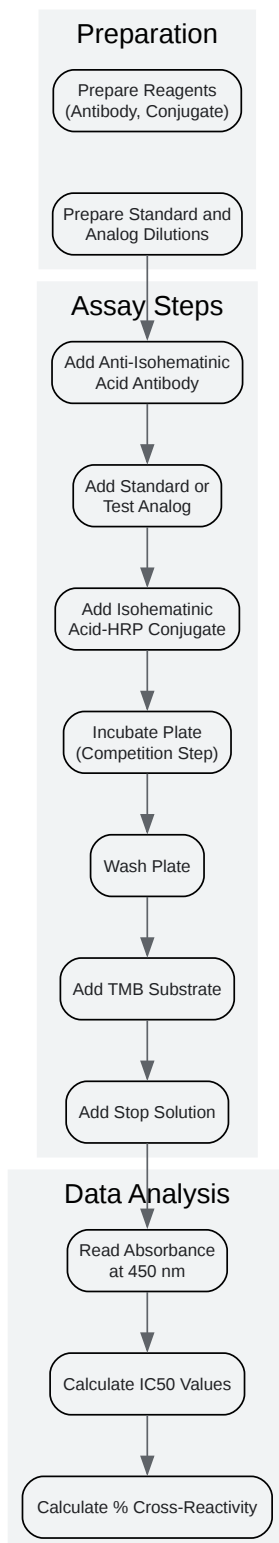 Preparation
Prepare Reagents
(Antibody, Conjugate)
Prepare Standard and
Analog Dilutions
Assay Steps
Add Anti-Isohematinic
Acid Antibody
Add Standard or
Test Analog
Add Isohematinic
Acid-HRP Conjugate
Incubate Plate
(Competition Step)
Wash Plate
Add TMB Substrate
Add Stop Solution
Data Analysis
Read Absorbance
at 450 nm
Calculate IC50 Values
Calculate % Cross-Reactivity